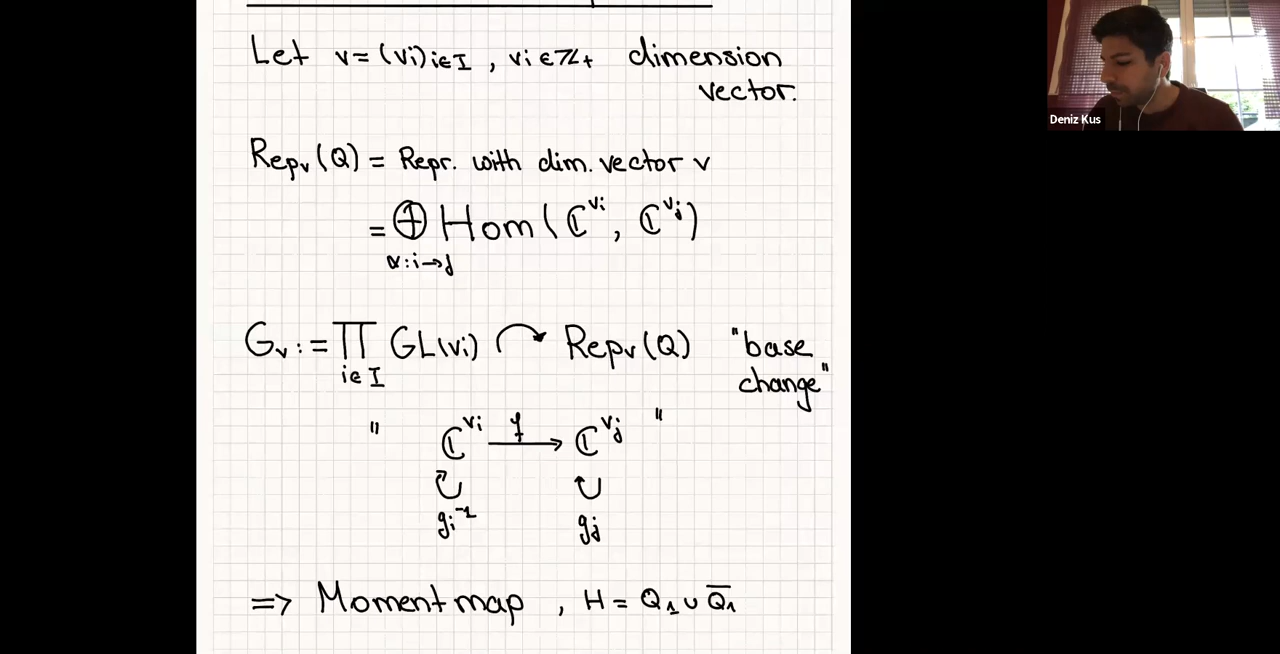 Let v = (vi)i∈I , vi ∈ ℤ+ dimension
vector.
Deniz Kus
Repv(Q) = Repr. with dim. vector v
= ⊕ Hom(ℂ^vi, ℂ^vj)
α:i→j
Gv := ∏ GL(vi) ↷ Repv(Q) "base
i∈I change"
" ℂ^vi —f→ ℂ^vj "
gi^-1 gj
=> Moment map , H = Q1 ∪ Q̅1